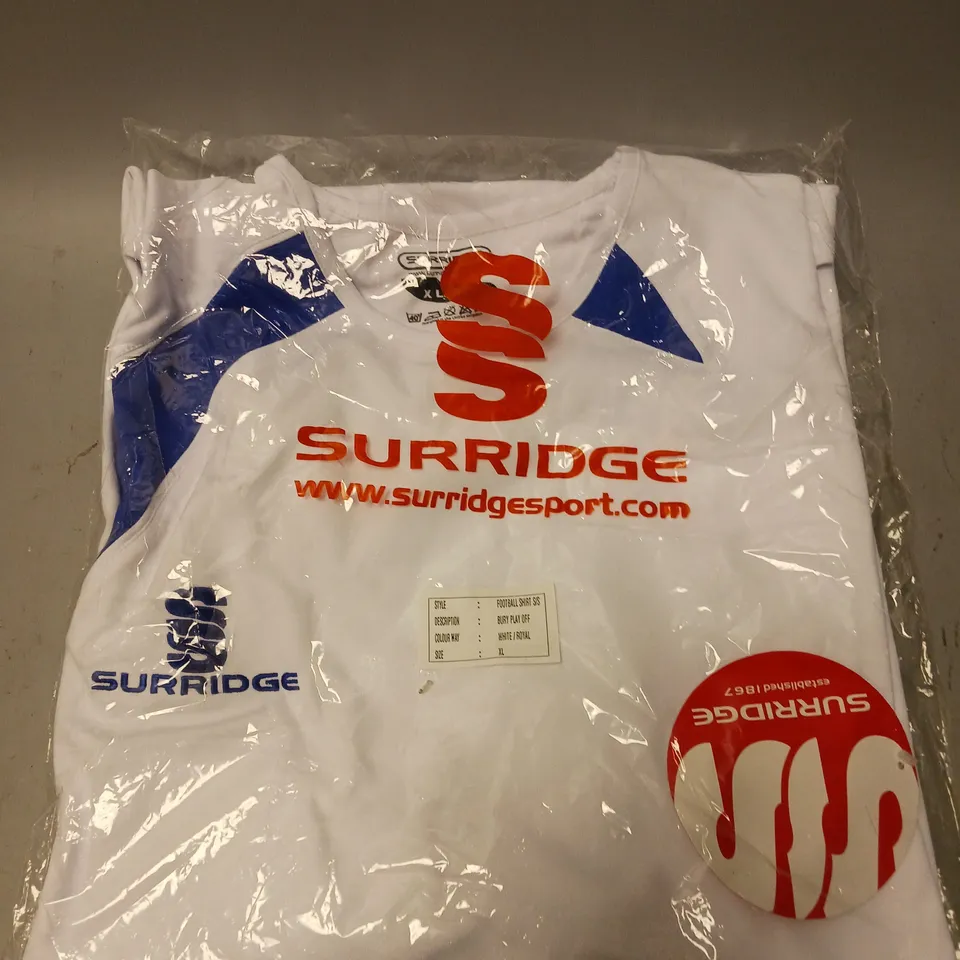 SURRIDGE
XL
SURRIDGE
www.surridgesport.com
STYLE : FOOTBALL SHIRT S/S
DESCRIPTION : BURY PLAY OFF
COLOUR WAY : WHITE / ROYAL
SIZE : XL
SURRIDGE
SURRIDGE
established 1867